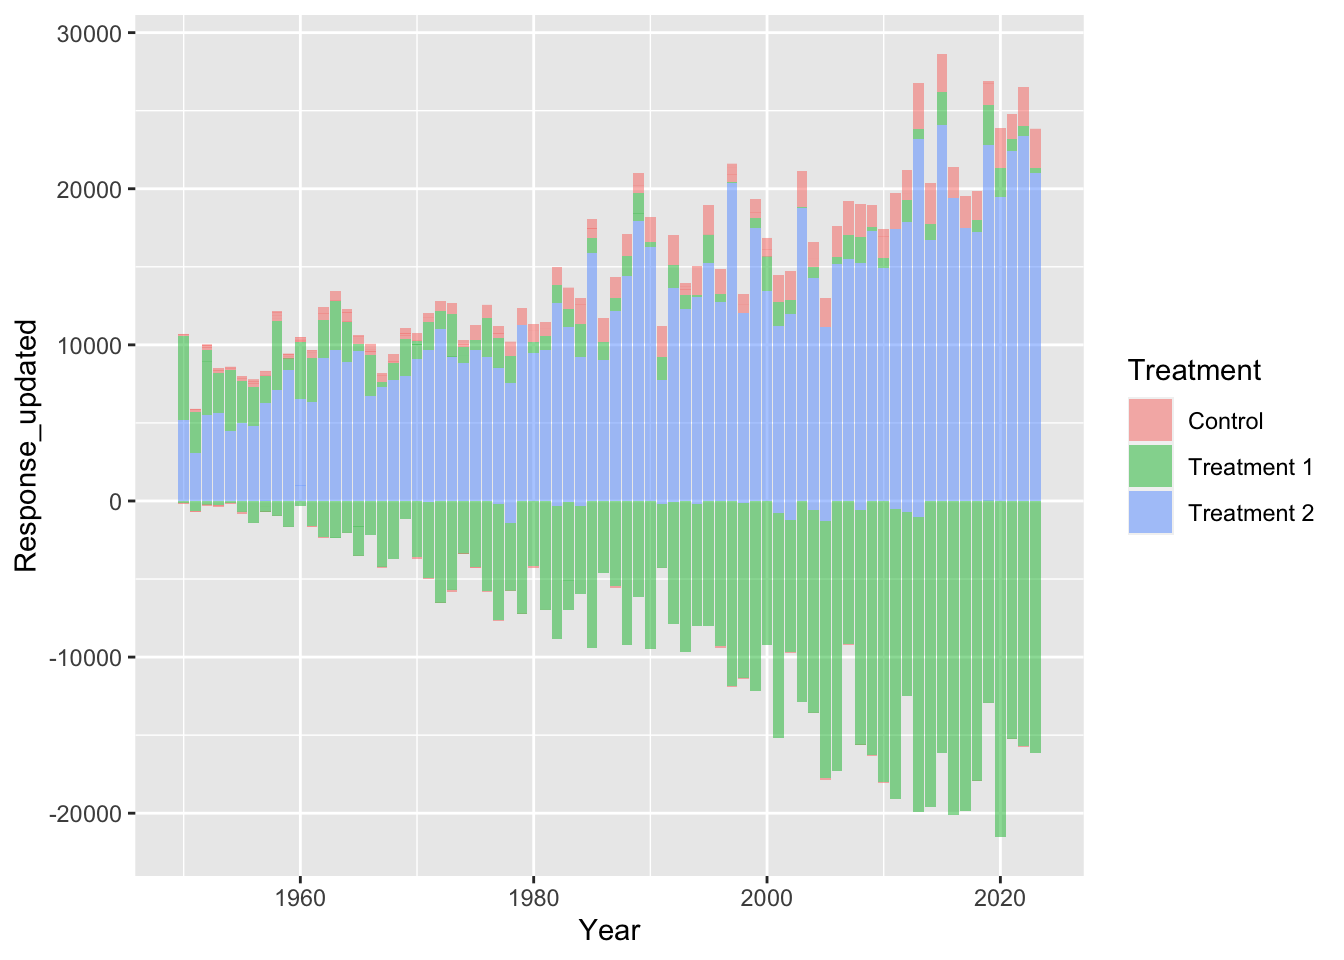 30000
20000
10000
0
-10000
-20000
Response_updated
1960
1980
2000
2020
Year
Treatment
Control
Treatment 1
Treatment 2